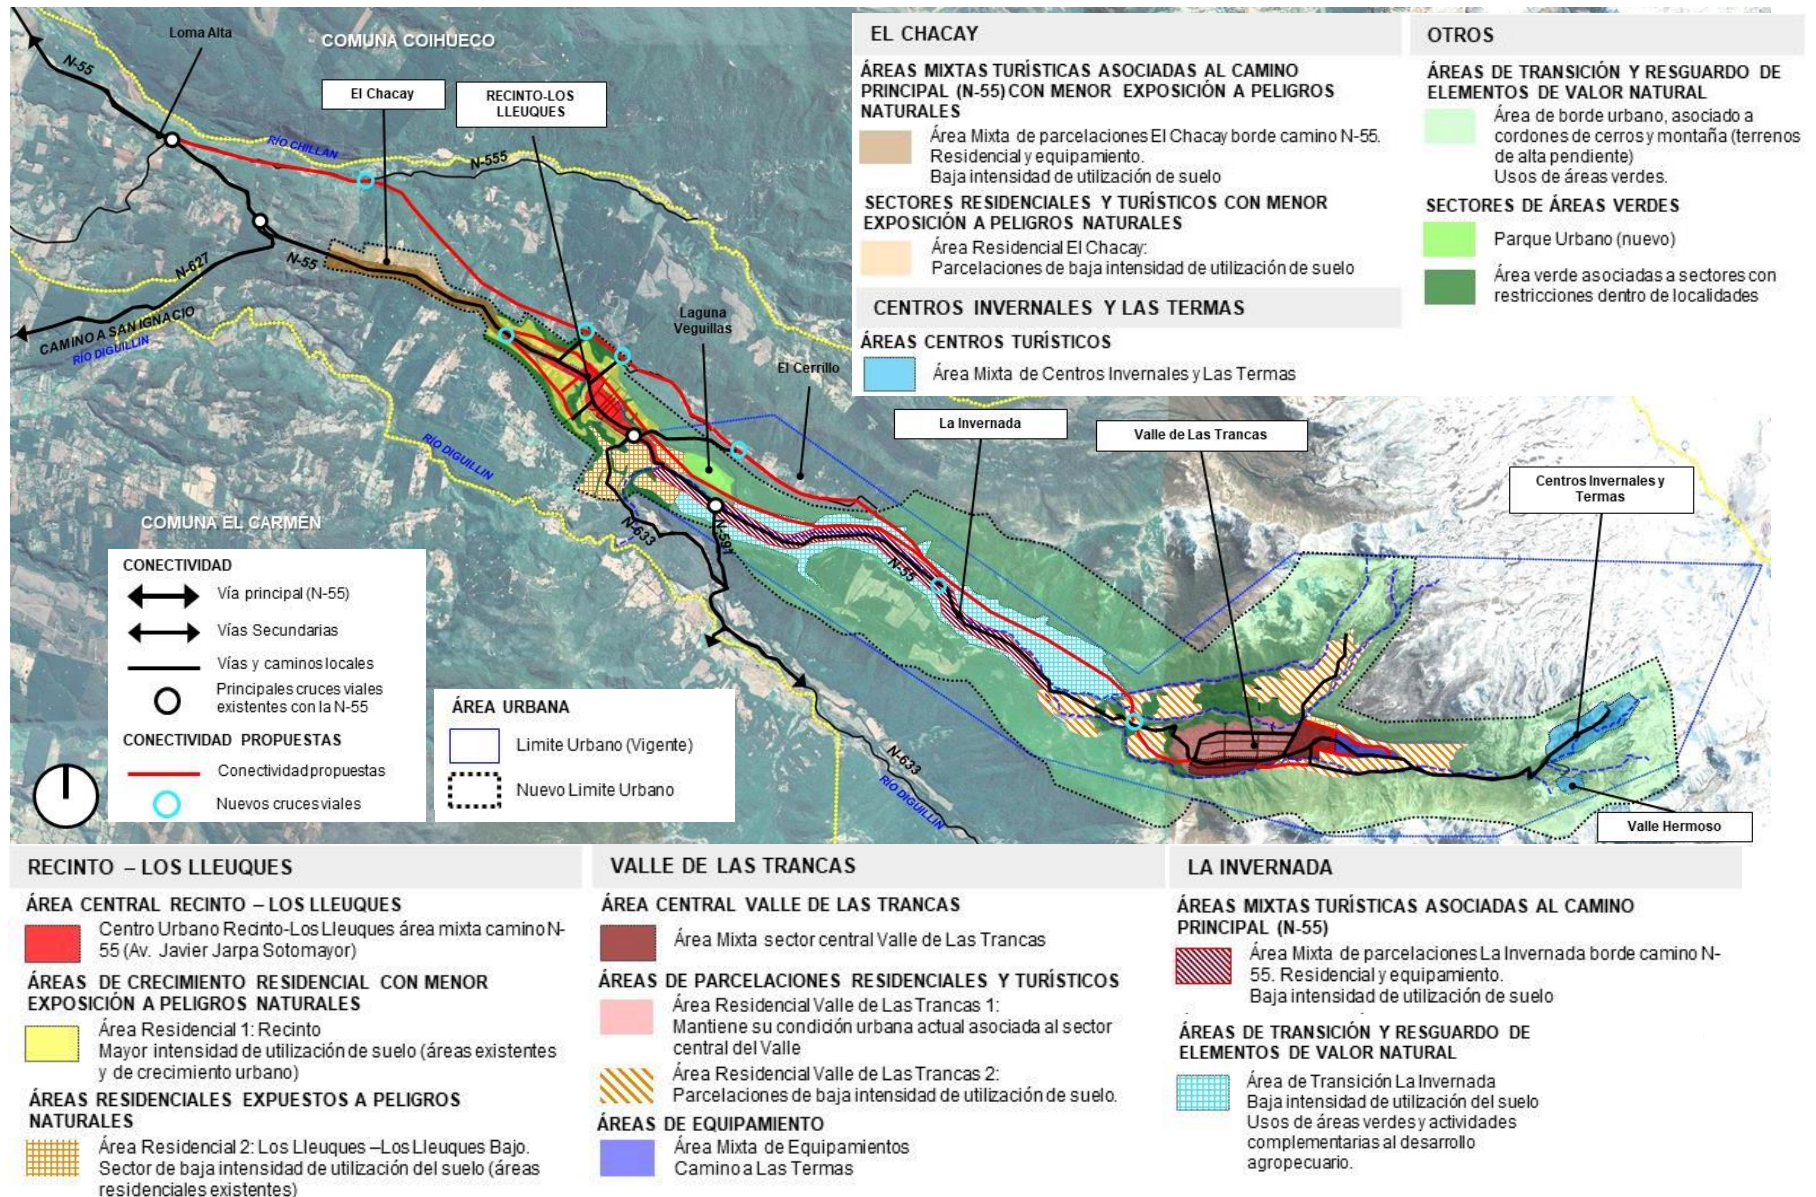 Loma Alta
COMUNA COIHUECO
N-55
El Chacay
RECINTO-LOS
LLEUQUES
RÍO CHILLAN
N-555
N-627
N-55
CAMINO A SAN IGNACIO
RÍO DIGUILLIN
Laguna
Veguillas
El Cerrillo
La Invernada
Valle de Las Trancas
Centros Invernales y
Termas
RÍO DIGUILLIN
COMUNA EL CARMEN
N-633
N-591
N-55
N-633
RÍO DIGUILLIN
Valle Hermoso
EL CHACAY
ÁREAS MIXTAS TURÍSTICAS ASOCIADAS AL CAMINO
PRINCIPAL (N-55) CON MENOR EXPOSICIÓN A PELIGROS
NATURALES
Área Mixta de parcelaciones El Chacay borde camino N-55.
Residencial y equipamiento.
Baja intensidad de utilización de suelo
SECTORES RESIDENCIALES Y TURÍSTICOS CON MENOR
EXPOSICIÓN A PELIGROS NATURALES
Área Residencial El Chacay:
Parcelaciones de baja intensidad de utilización de suelo
CENTROS INVERNALES Y LAS TERMAS
ÁREAS CENTROS TURÍSTICOS
Área Mixta de Centros Invernales y Las Termas
OTROS
ÁREAS DE TRANSICIÓN Y RESGUARDO DE
ELEMENTOS DE VALOR NATURAL
Área de borde urbano, asociado a
cordones de cerros y montaña (terrenos
de alta pendiente)
Usos de áreas verdes.
SECTORES DE ÁREAS VERDES
Parque Urbano (nuevo)
Área verde asociadas a sectores con
restricciones dentro de localidades
CONECTIVIDAD
Vía principal (N-55)
Vías Secundarias
Vías y caminos locales
Principales cruces viales
existentes con la N-55
CONECTIVIDAD PROPUESTAS
Conectividad propuestas
Nuevos cruces viales
ÁREA URBANA
Limite Urbano (Vigente)
Nuevo Limite Urbano
RECINTO – LOS LLEUQUES
ÁREA CENTRAL RECINTO – LOS LLEUQUES
Centro Urbano Recinto-Los Lleuques área mixta camino N-
55 (Av. Javier Jarpa Sotomayor)
ÁREAS DE CRECIMIENTO RESIDENCIAL CON MENOR
EXPOSICIÓN A PELIGROS NATURALES
Área Residencial 1: Recinto
Mayor intensidad de utilización de suelo (áreas existentes
y de crecimiento urbano)
ÁREAS RESIDENCIALES EXPUESTOS A PELIGROS
NATURALES
Área Residencial 2: Los Lleuques –Los Lleuques Bajo.
Sector de baja intensidad de utilización del suelo (áreas
residenciales existentes)
VALLE DE LAS TRANCAS
ÁREA CENTRAL VALLE DE LAS TRANCAS
Área Mixta sector central Valle de Las Trancas
ÁREAS DE PARCELACIONES RESIDENCIALES Y TURÍSTICOS
Área Residencial Valle de Las Trancas 1:
Mantiene su condición urbana actual asociada al sector
central del Valle
Área Residencial Valle de Las Trancas 2:
Parcelaciones de baja intensidad de utilización de suelo.
ÁREAS DE EQUIPAMIENTO
Área Mixta de Equipamientos
Camino a Las Termas
LA INVERNADA
ÁREAS MIXTAS TURÍSTICAS ASOCIADAS AL CAMINO
PRINCIPAL (N-55)
Área Mixta de parcelaciones La Invernada borde camino N-
55. Residencial y equipamiento.
Baja intensidad de utilización de suelo
ÁREAS DE TRANSICIÓN Y RESGUARDO DE
ELEMENTOS DE VALOR NATURAL
Área de Transición La Invernada
Baja intensidad de utilización del suelo
Usos de áreas verdes y actividades
complementarias al desarrollo
agropecuario.